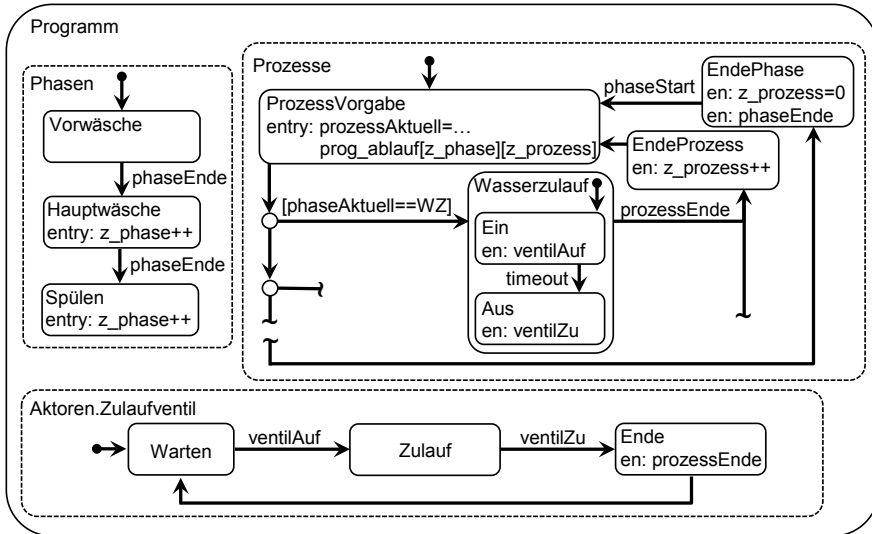 Programm
Phasen
Vorwäsche
phaseEnde
Hauptwäsche
entry: z_phase++
phaseEnde
Spülen
entry: z_phase++
Prozesse
ProzessVorgabe
entry: prozessAktuell=…
prog_ablauf[z_phase][z_prozess]
phaseStart
EndePhase
en: z_prozess=0
en: phaseEnde
EndeProzess
en: z_prozess++
[phaseAktuell==WZ]
Wasserzulauf
Ein
en: ventilAuf
timeout
Aus
en: ventilZu
prozessEnde
Aktoren.Zulaufventil
Warten
ventilAuf
Zulauf
ventilZu
Ende
en: prozessEnde